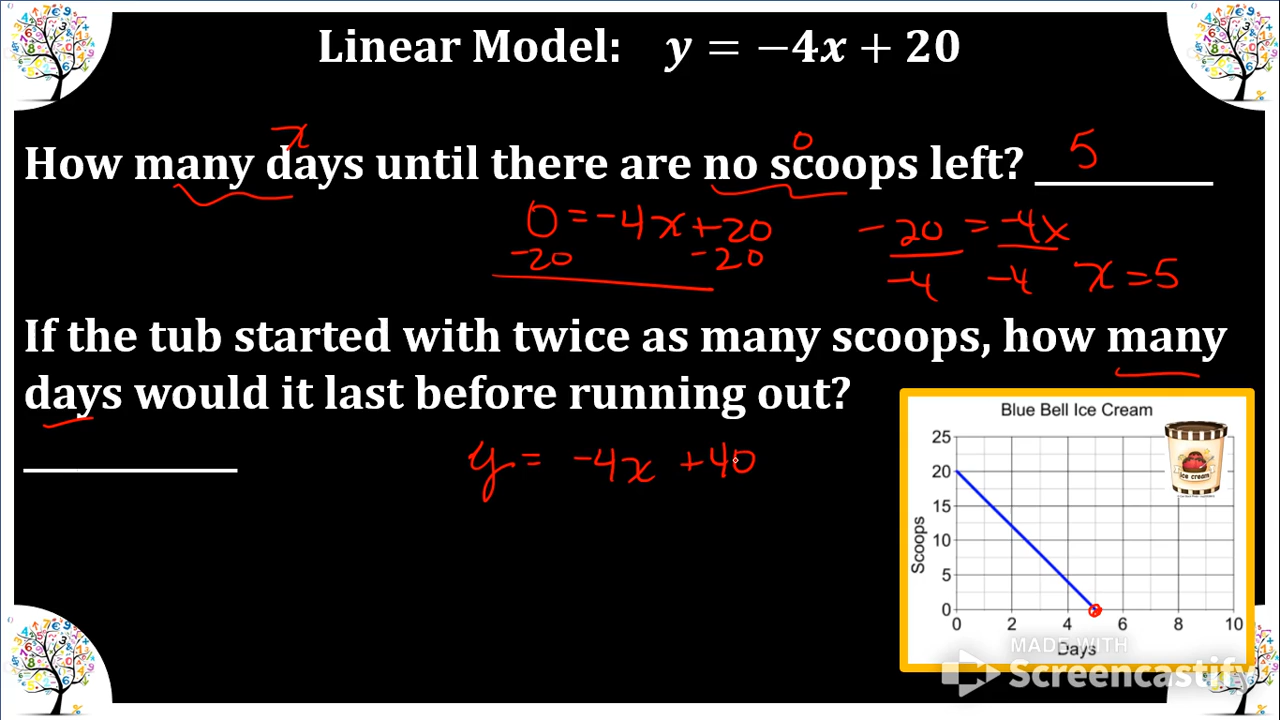 Linear Model: y = −4x + 20
x
0
How many days until there are no scoops left? 5
0 = -4x + 20
-20 -20
-20 = -4x
-4 -4
x = 5
If the tub started with twice as many scoops, how many
days would it last before running out?
y = -4x + 40
Blue Bell Ice Cream
25
20
15
10
5
0
Scoops
0 2 4 6 8 10
Days
ice cream
MADE WITH
Screencastify